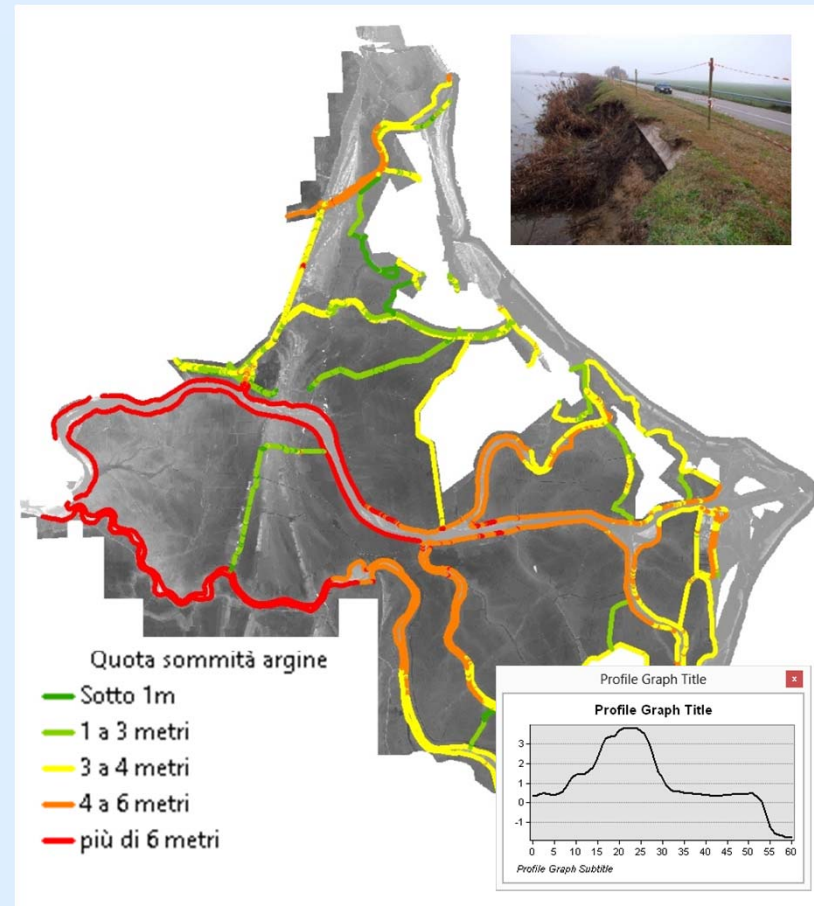 Quota sommità argine
Sotto 1m
1 a 3 metri
3 a 4 metri
4 a 6 metri
più di 6 metri
Profile Graph Title
x
Profile Graph Title
3
2
1
0
-1
0 5 10 15 20 25 30 35 40 45 50 55 60
Profile Graph Subtitle